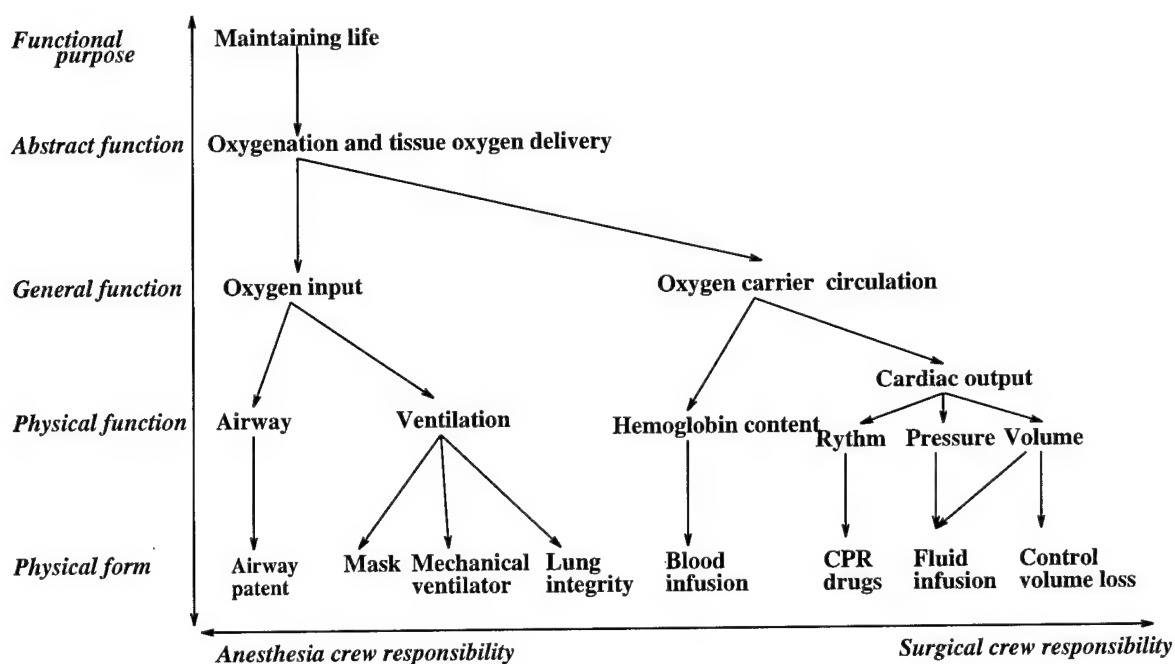 Functional
purpose
Maintaining life
Abstract function
Oxygenation and tissue oxygen delivery
General function
Oxygen input
Oxygen carrier circulation
Cardiac output
Physical function
Airway
Ventilation
Hemoglobin content
Rythm
Pressure
Volume
Physical form
Airway
patent
Mask
Mechanical
ventilator
Lung
integrity
Blood
infusion
CPR
drugs
Fluid
infusion
Control
volume loss
Anesthesia crew responsibility
Surgical crew responsibility